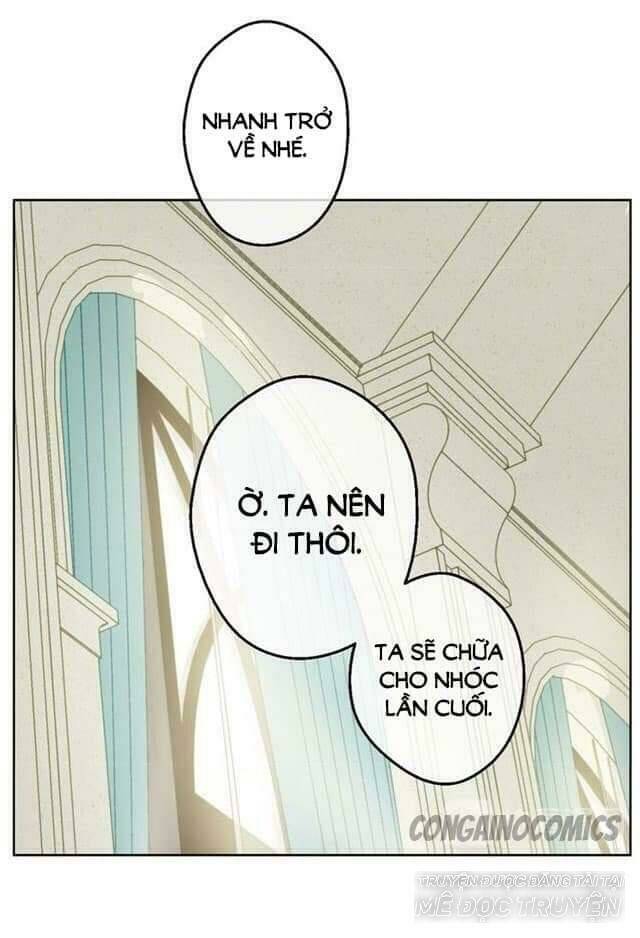 NHANH TRỞ
VỀ NHÉ.
Ờ. TA NÊN
ĐI THÔI.
TA SẼ CHỮA
CHO NHÓC
LẦN CUỐI.
CONGAINOCOMICS
TRUYỆN ĐƯỢC ĐĂNG TẢI TẠI
MÊ ĐỌC TRUYỆN